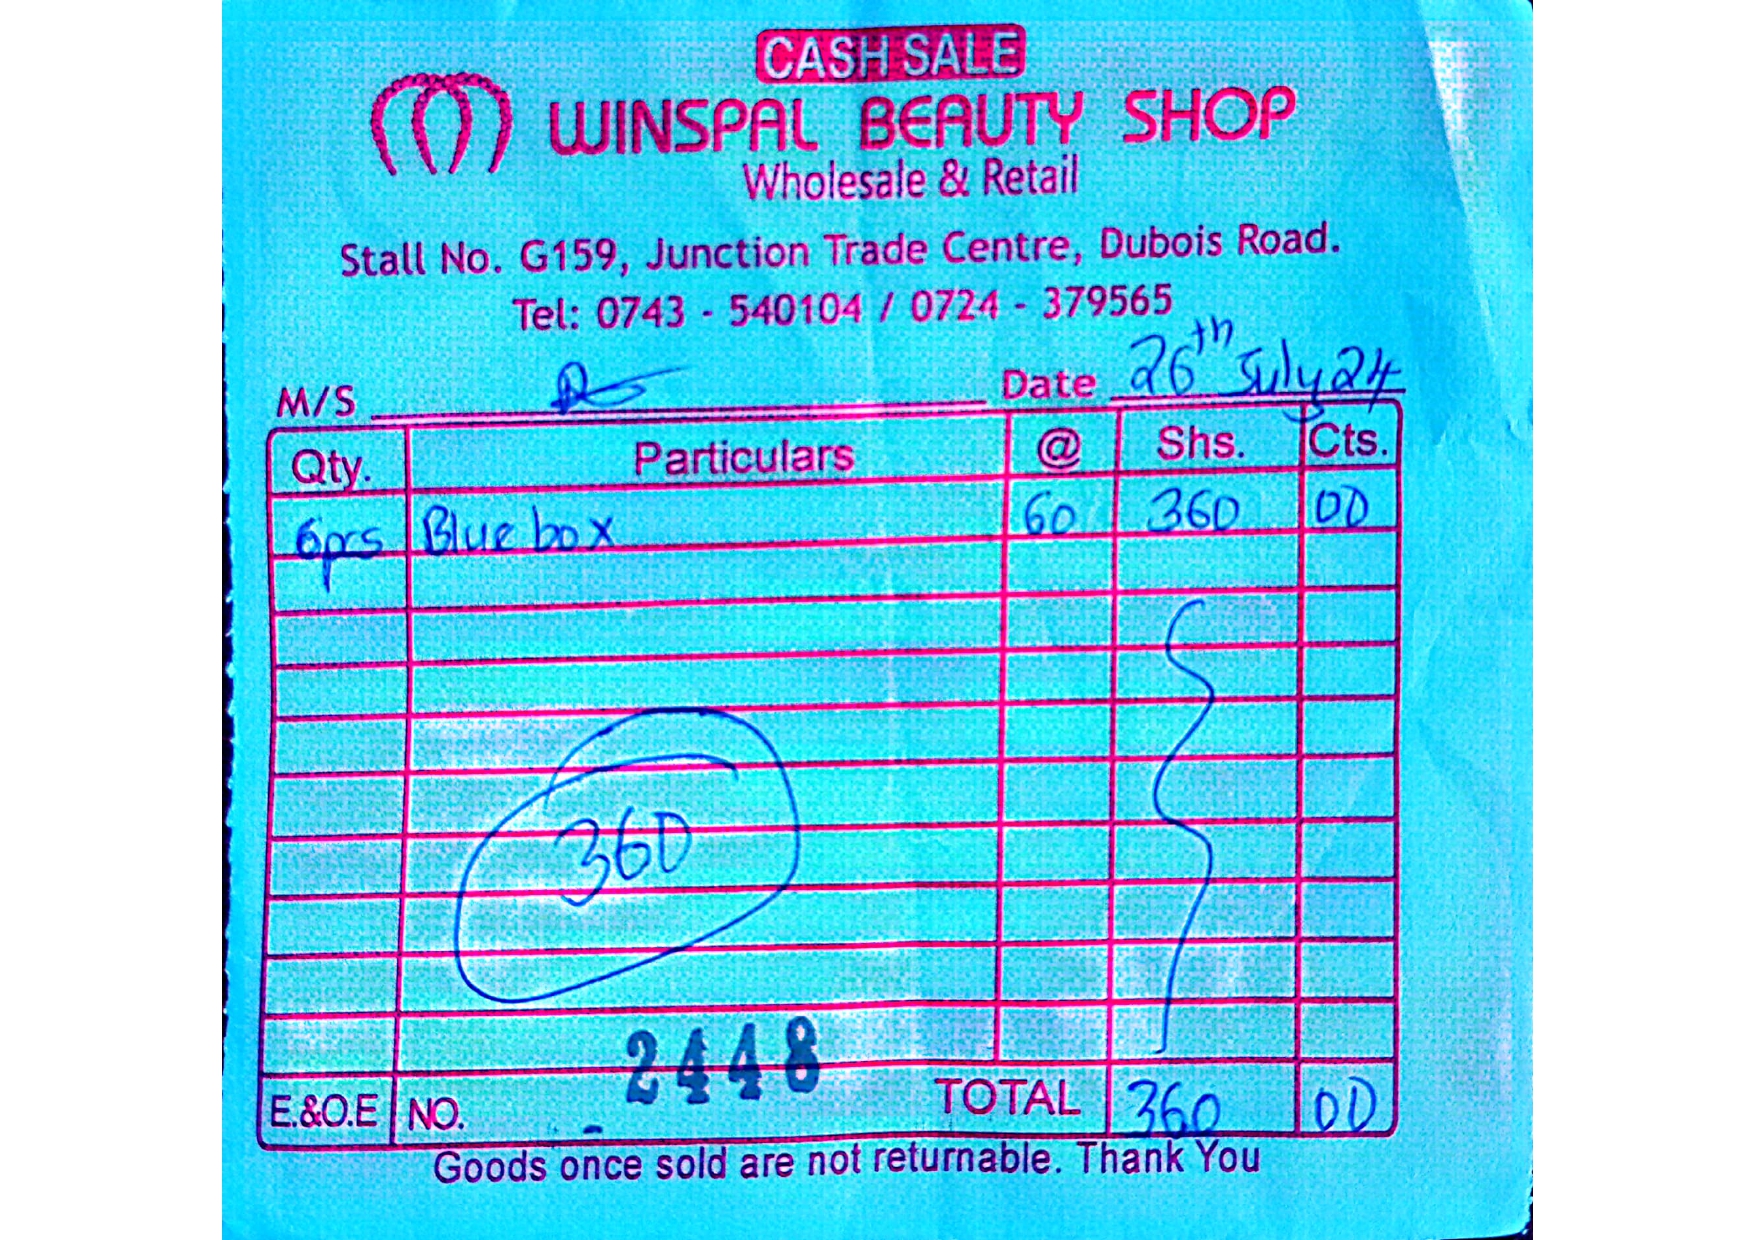 CASH SALE
WINSPAL BEAUTY SHOP
Wholesale & Retail
Stall No. G159, Junction Trade Centre, Dubois Road.
Tel: 0743 - 540104 / 0724 - 379565
M/S Date 26th July 24
Qty. Particulars @ Shs. Cts.
6prs Blue box 60 360 00
360
2448
E.&O.E NO. TOTAL 360 00
Goods once sold are not returnable. Thank You